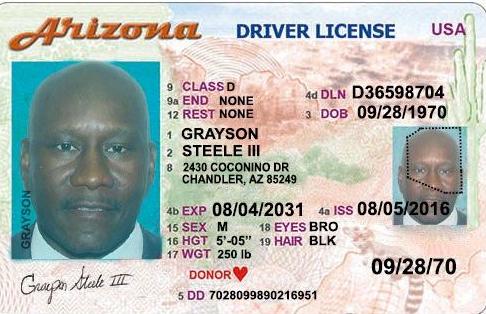 Arizona DRIVER LICENSE USA
9 CLASS D
9a END NONE
12 REST NONE
4d DLN D36598704
3 DOB 09/28/1970
1 GRAYSON
2 STEELE III
8 2430 COCONINO DR
CHANDLER, AZ 85249
4b EXP 08/04/2031 4a ISS 08/05/2016
15 SEX M 18 EYES BRO
16 HGT 5'-05" 19 HAIR BLK
17 WGT 250 lb
DONOR
09/28/70
5 DD 7028099890216951
GRAYSON
Grayson Steele III